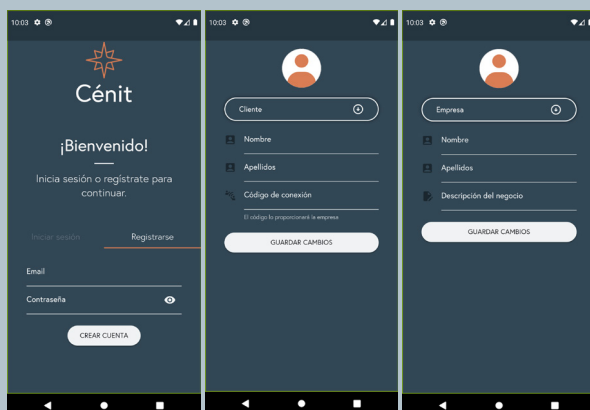 10:03
Cénit
¡Bienvenido!
Inicia sesión o regístrate para
continuar.
Iniciar sesión
Registrarse
Email
Contraseña
CREAR CUENTA
10:03
Cliente
Nombre
Apellidos
Código de conexión
El código lo proporcionará la empresa
GUARDAR CAMBIOS
10:03
Empresa
Nombre
Apellidos
Descripción del negocio
GUARDAR CAMBIOS